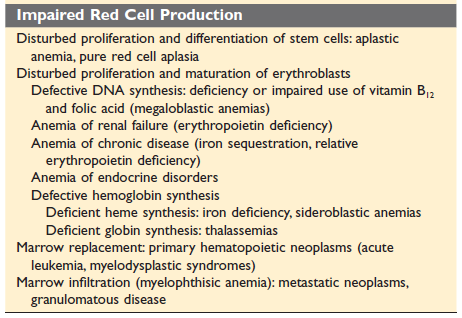 Impaired Red Cell Production
Disturbed proliferation and differentiation of stem cells: aplastic
anemia, pure red cell aplasia
Disturbed proliferation and maturation of erythroblasts
Defective DNA synthesis: deficiency or impaired use of vitamin B12
and folic acid (megaloblastic anemias)
Anemia of renal failure (erythropoietin deficiency)
Anemia of chronic disease (iron sequestration, relative
erythropoietin deficiency)
Anemia of endocrine disorders
Defective hemoglobin synthesis
Deficient heme synthesis: iron deficiency, sideroblastic anemias
Deficient globin synthesis: thalassemias
Marrow replacement: primary hematopoietic neoplasms (acute
leukemia, myelodysplastic syndromes)
Marrow infiltration (myelophthisic anemia): metastatic neoplasms,
granulomatous disease